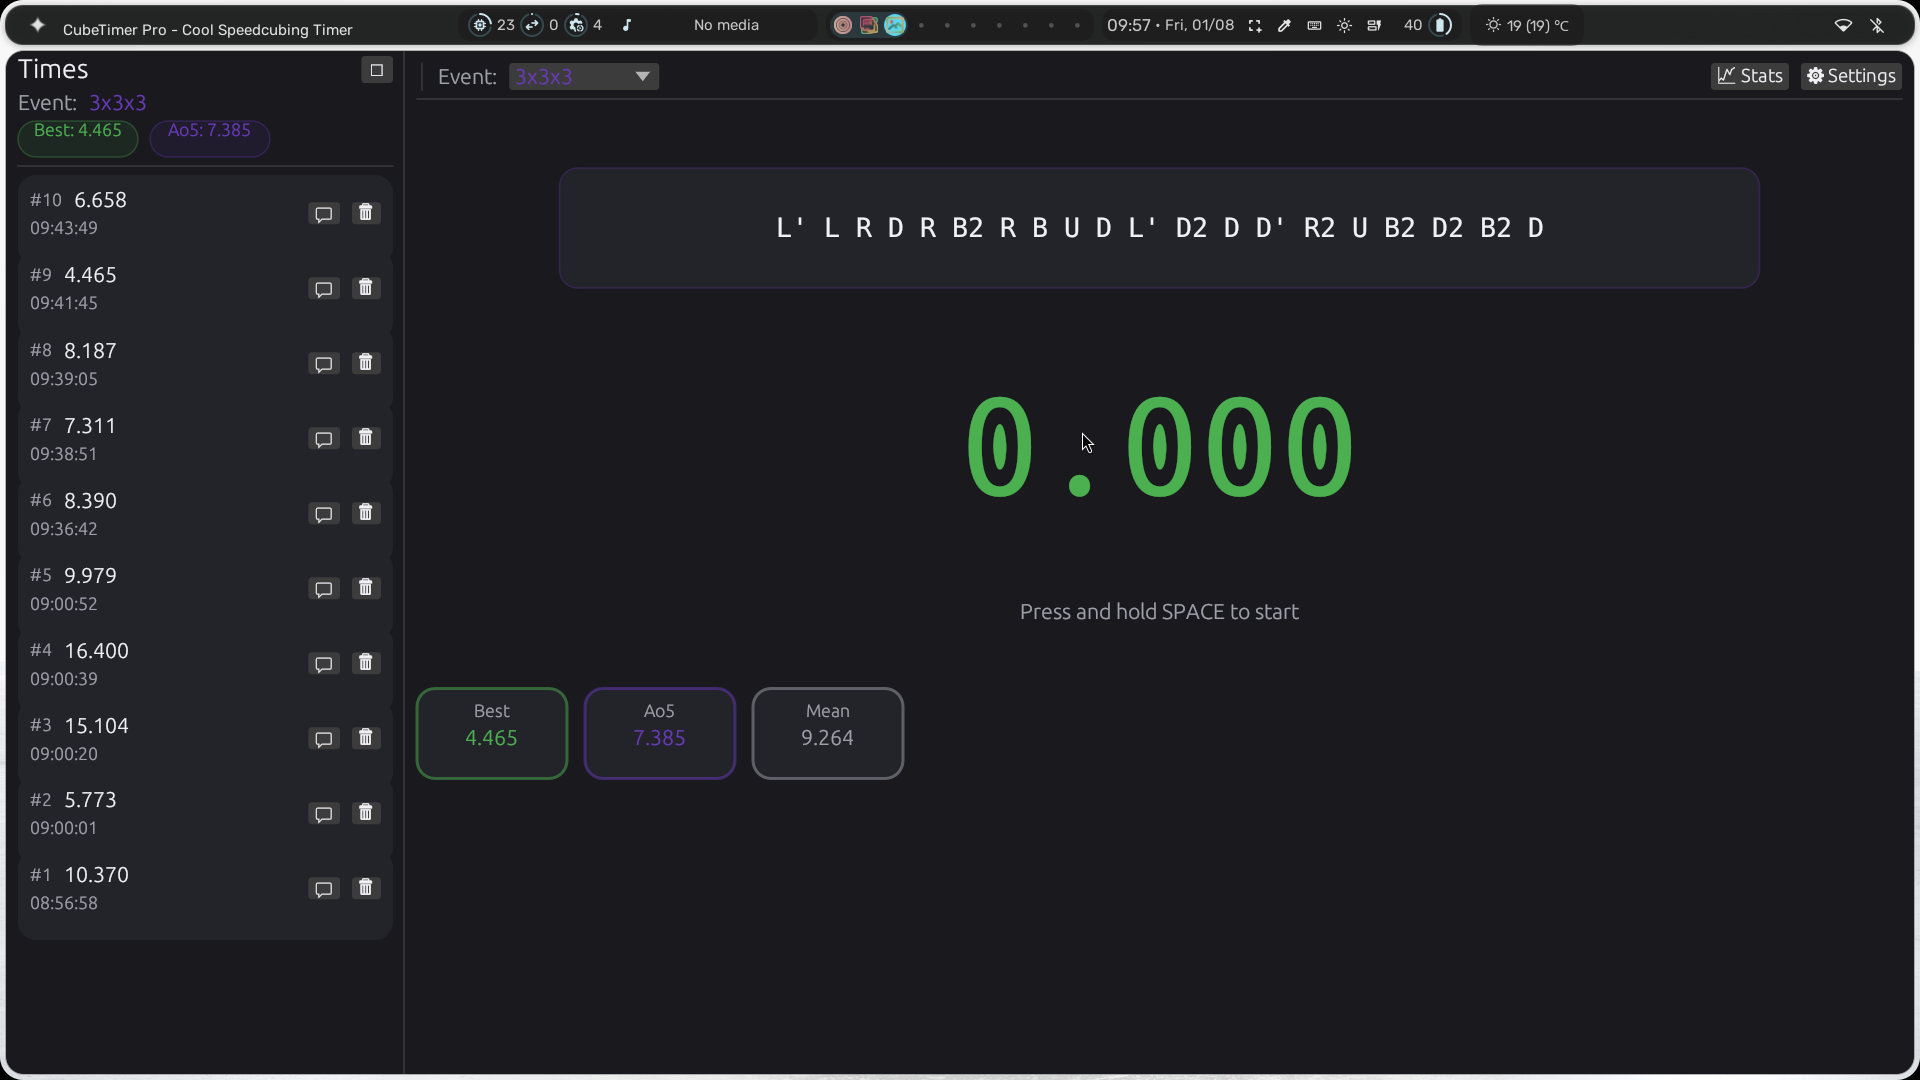 CubeTimer Pro - Cool Speedcubing Timer
23 0 4
No media
09:57 • Fri, 01/08
40
19 (19) °C
Times
Event: 3x3x3
Best: 4.465 Ao5: 7.385
#10 6.658
09:43:49
#9 4.465
09:41:45
#8 8.187
09:39:05
#7 7.311
09:38:51
#6 8.390
09:36:42
#5 9.979
09:00:52
#4 16.400
09:00:39
#3 15.104
09:00:20
#2 5.773
09:00:01
#1 10.370
08:56:58
Event: 3x3x3
Stats Settings
L' L R D R B2 R B U D L' D2 D D' R2 U B2 D2 B2 D
0.000
Press and hold SPACE to start
Best
4.465
Ao5
7.385
Mean
9.264